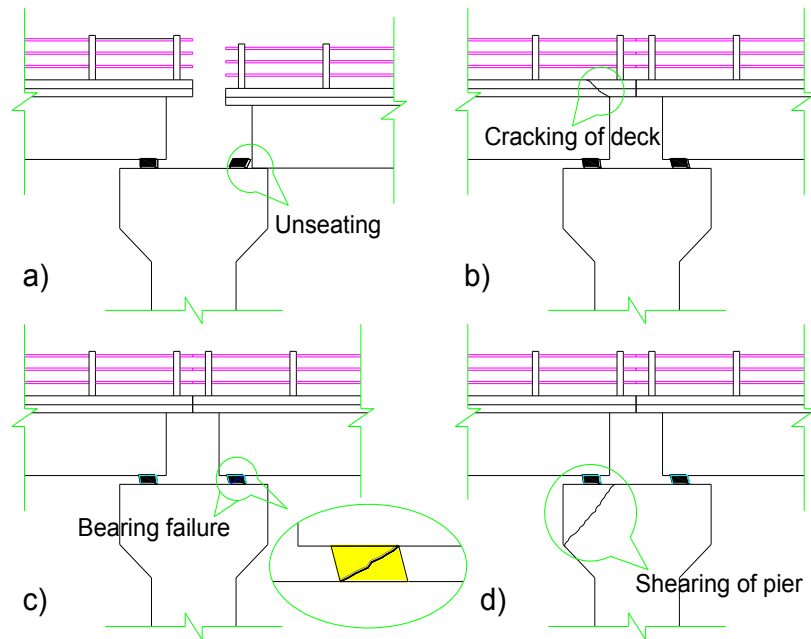 Unseating
a)
Cracking of deck
b)
Bearing failure
c)
Shearing of pier
d)